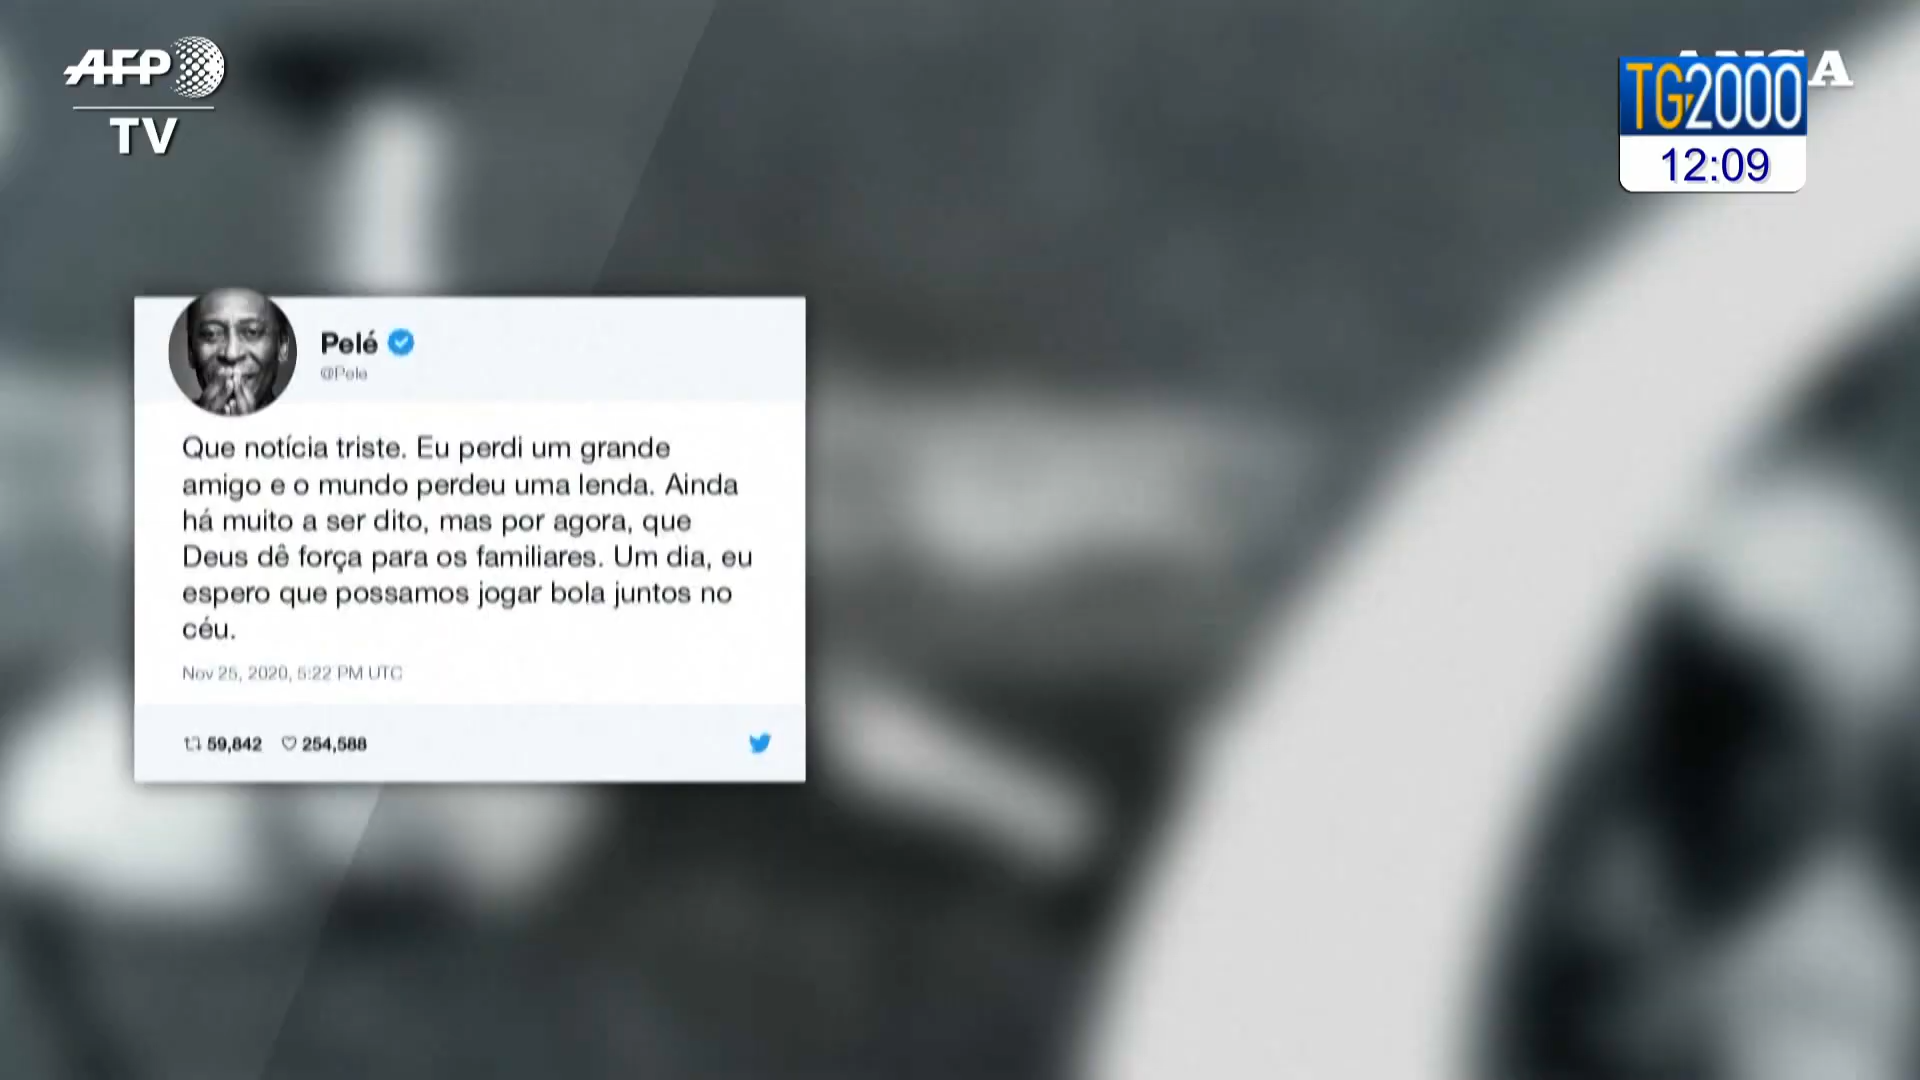 AFP
TV
ANSA
TG2000
12:09
Pelé
@Pele
Que notícia triste. Eu perdi um grande
amigo e o mundo perdeu uma lenda. Ainda
há muito a ser dito, mas por agora, que
Deus dê força para os familiares. Um dia, eu
espero que possamos jogar bola juntos no
céu.
Nov 25, 2020, 5:22 PM UTC
59,842 254,588